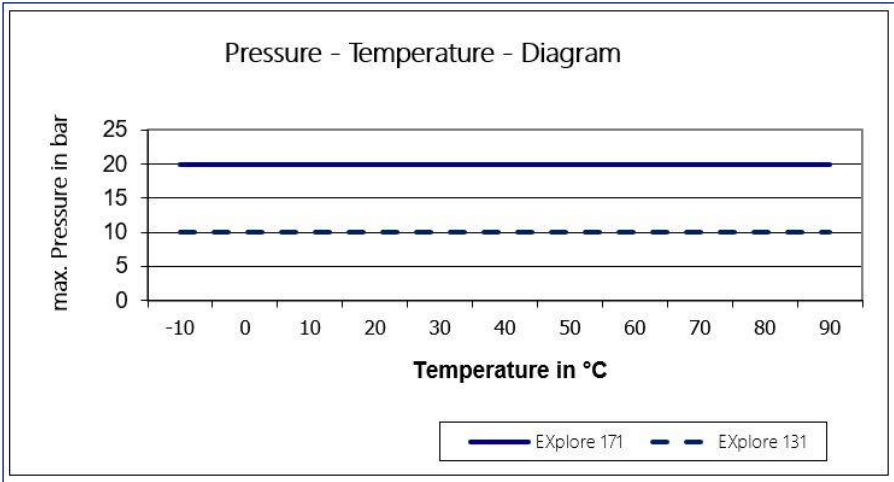 Pressure - Temperature - Diagram
max. Pressure in bar
25
20
15
10
5
0
-10 0 10 20 30 40 50 60 70 80 90
Temperature in °C
EXplore 171 EXplore 131